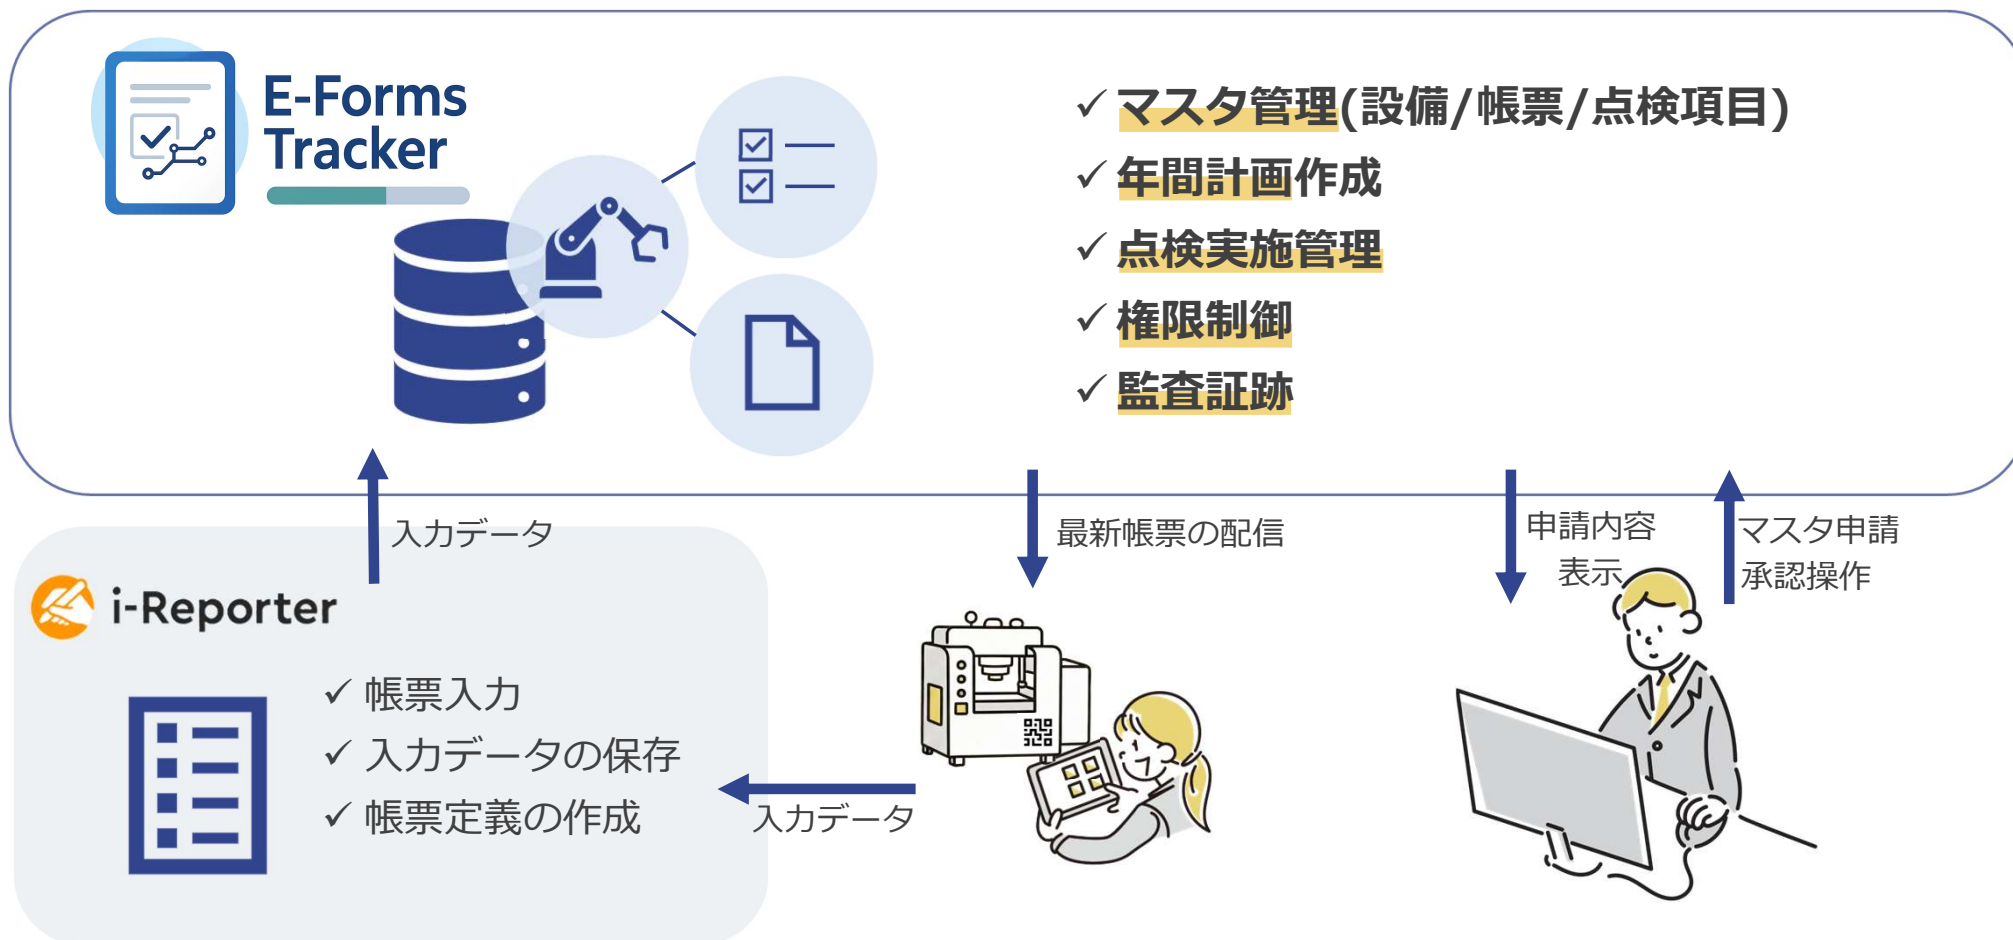 E-Forms
Tracker
✓ マスタ管理(設備/帳票/点検項目)
✓ 年間計画作成
✓ 点検実施管理
✓ 権限制御
✓ 監査証跡
入力データ
最新帳票の配信
申請内容
表示
マスタ申請
承認操作
i-Reporter
✓ 帳票入力
✓ 入力データの保存
✓ 帳票定義の作成
入力データ